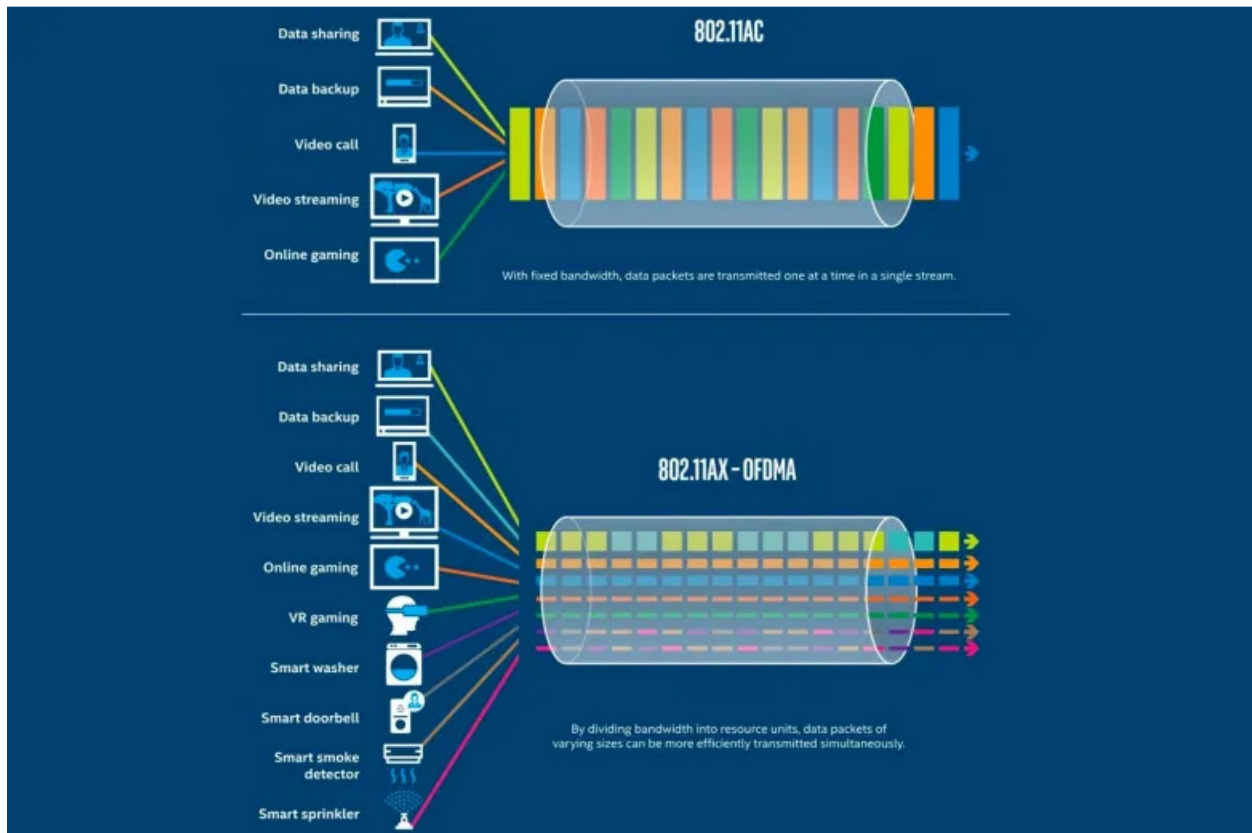 802.11AC
Data sharing
Data backup
Video call
Video streaming
Online gaming
With fixed bandwidth, data packets are transmitted one at a time in a single stream.
802.11AX – OFDMA
Data sharing
Data backup
Video call
Video streaming
Online gaming
VR gaming
Smart washer
Smart doorbell
Smart smoke
detector
Smart sprinkler
By dividing bandwidth into resource units, data packets of
varying sizes can be more efficiently transmitted simultaneously.